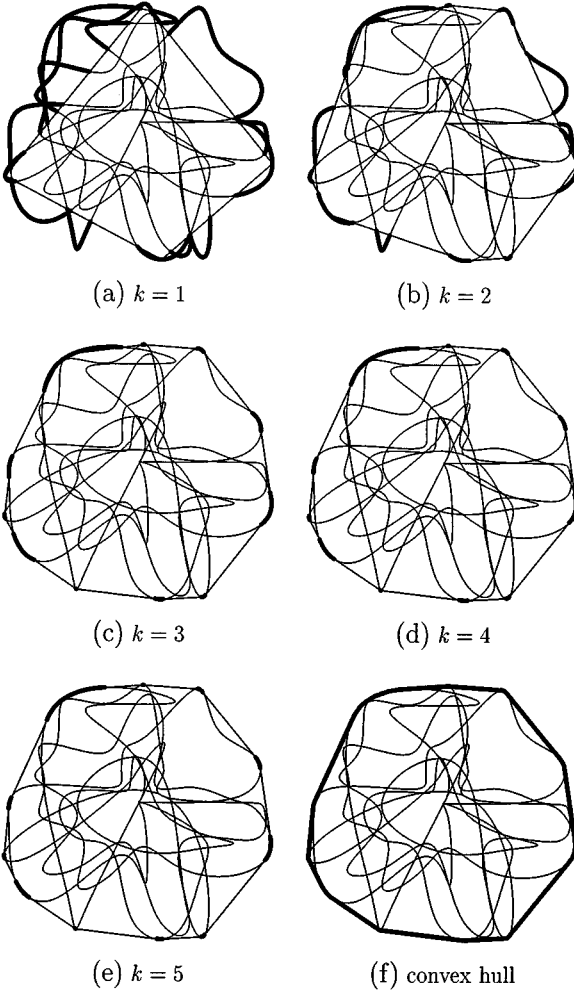 (a) k = 1
(b) k = 2
(c) k = 3
(d) k = 4
(e) k = 5
(f) convex hull